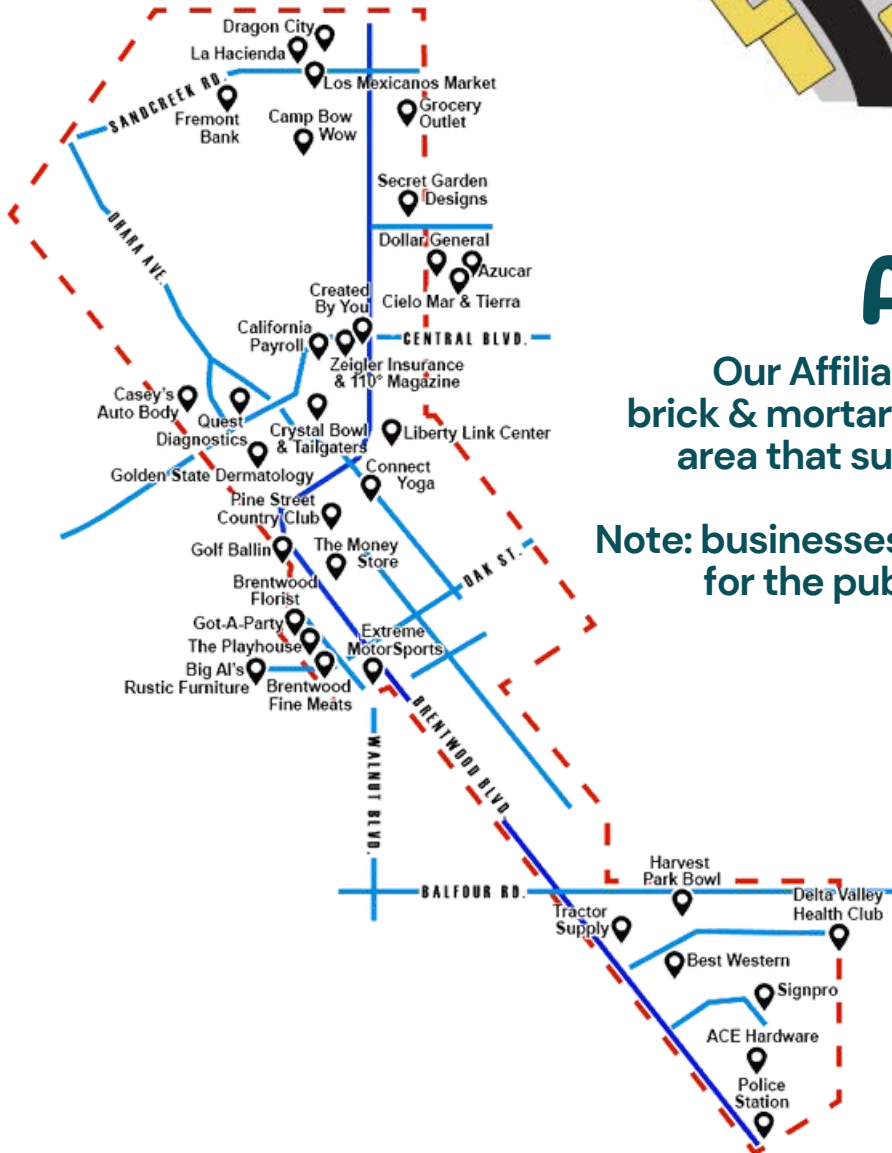 Dragon City
La Hacienda
Los Mexicanos Market
SANDCREEK RD.
Fremont
Bank
Camp Bow
Wow
Grocery
Outlet
Secret Garden
Designs
OHARA AVE.
Dollar General
Azucar
Cielo Mar & Tierra
Created
By You
California
Payroll
CENTRAL BLVD.
Zeigler Insurance
& 110° Magazine
Casey's
Auto Body
Quest
Diagnostics
Crystal Bowl
& Tailgaters
Liberty Link Center
Golden State Dermatology
Connect
Yoga
Pine Street
Country Club
Golf Ballin
The Money
Store
OAK ST.
Brentwood
Florist
Got-A-Party
The Playhouse
Extreme
MotorSports
Big Al's
Rustic Furniture
Brentwood
Fine Meats
BRENTWOOD BLVD.
WALNUT BLVD.
BALFOUR RD.
Harvest
Park Bowl
Delta Valley
Health Club
Tractor
Supply
Best Western
Signpro
ACE Hardware
Police
Station
A
Our Affilia
brick & mortar
area that su
Note: businesses
for the pub